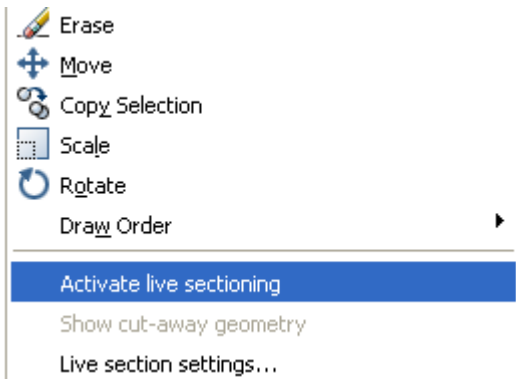 Erase
Move
Copy Selection
Scale
Rotate
Draw Order
Activate live sectioning
Show cut-away geometry
Live section settings...